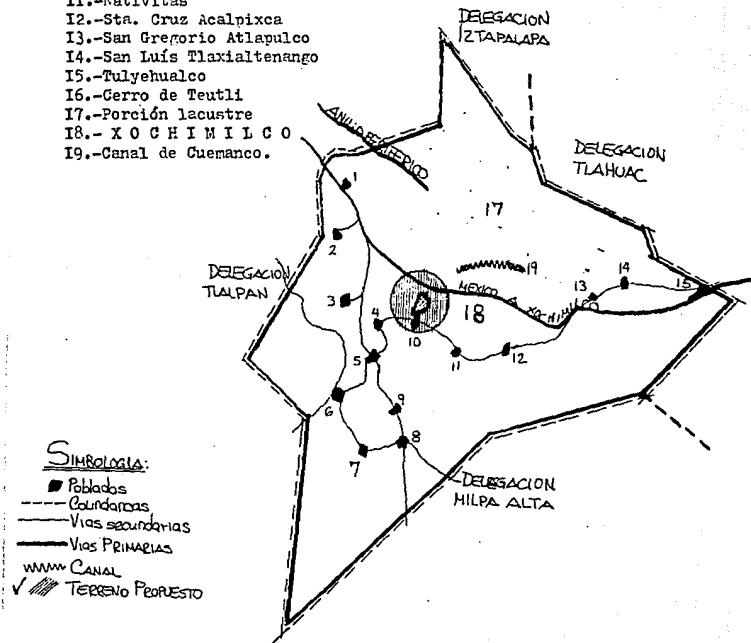 I1.-Nativitas
I2.-Sta. Cruz Acalpixca
I3.-San Gregorio Atlapulco
I4.-San Luís Tlaxialtenango
I5.-Tulyehualco
I6.-Cerro de Teutli
I7.-Porción lacustre
I8.- X O C H I M I L C O
I9.-Canal de Cuemanco.
DELEGACION
IZTAPALAPA
ANILLO PERIFERICO
DELEGACION
TLAHUAC
1
17
2
DELEGACION
TLALPAN
19
MEXICO A XOCHIMILCO
3
13
14
15
4
10
18
5
11
12
6
9
7
8
DELEGACION
MILPA ALTA
SIMBOLOGIA:
Poblados
Colindancias
Vias secundarias
Vias PRIMARIAS
CANAL
TERRENO PROPUESTO